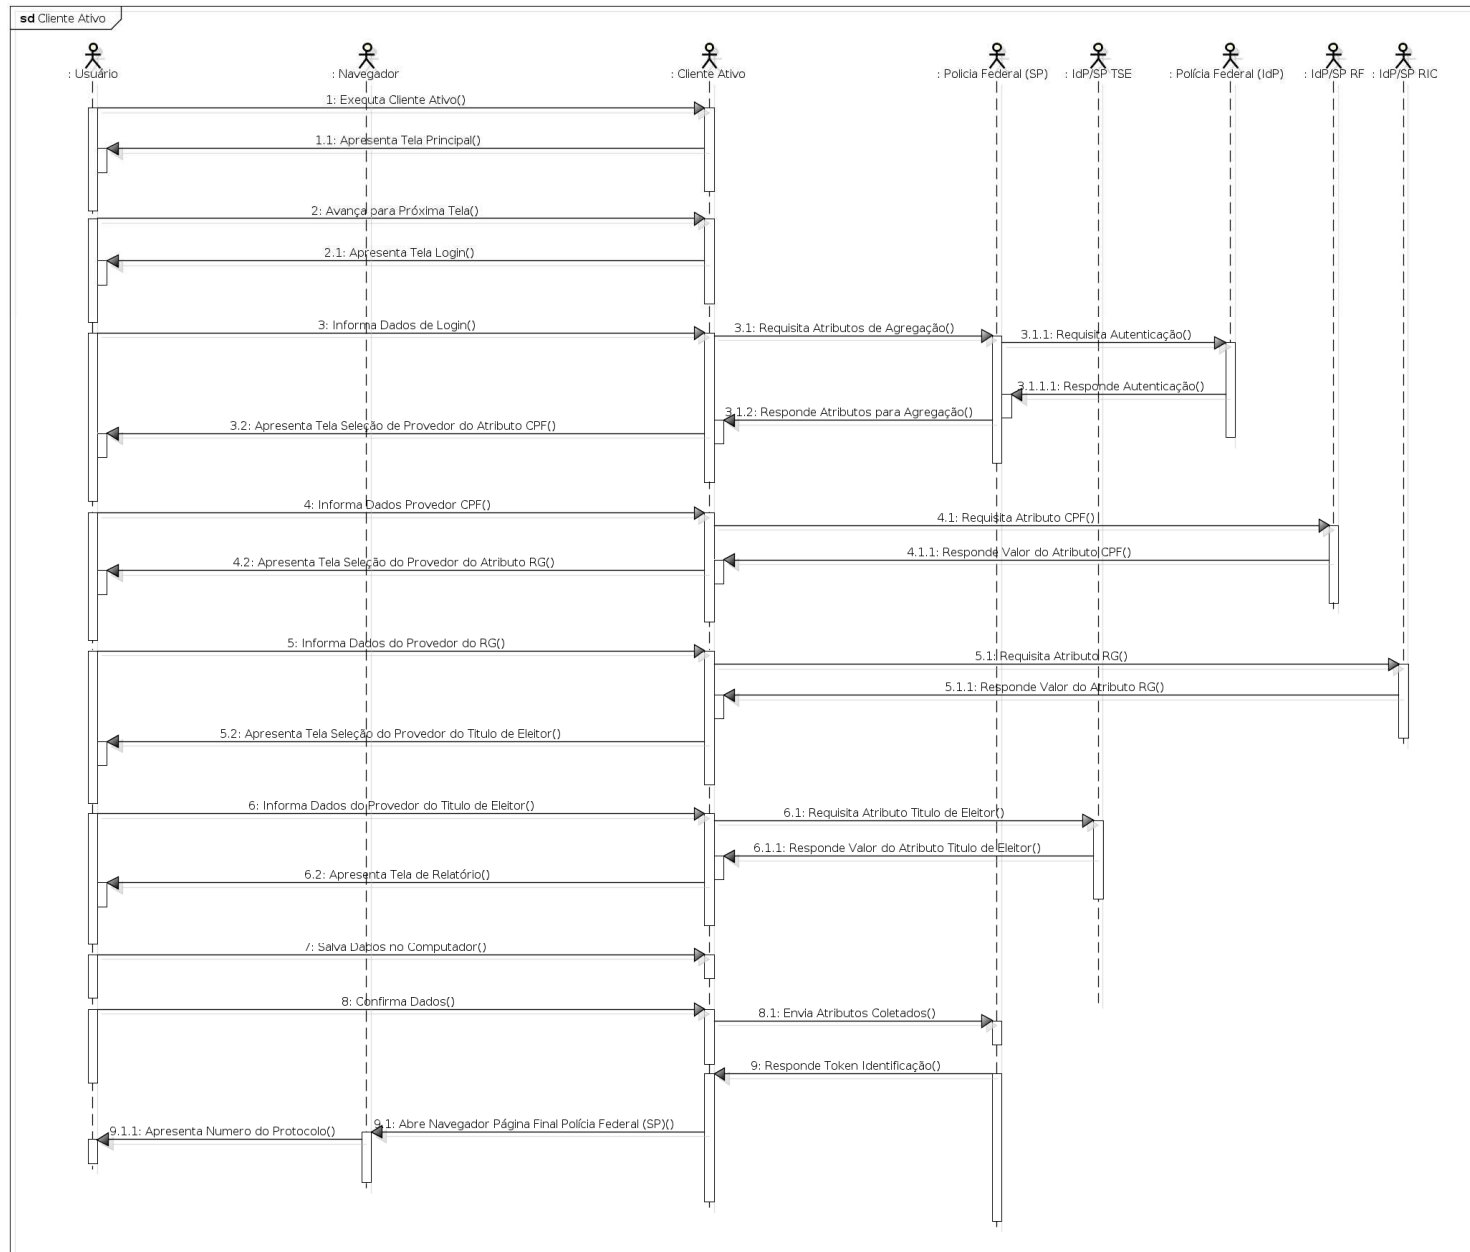 sd Cliente Ativo
: Usuário
: Navegador
: Cliente Ativo
: Policia Federal (SP)
: IdP/SP TSE
: Polícia Federal (IdP)
: IdP/SP RF
: IdP/SP RIC
1: Executa Cliente Ativo()
1.1: Apresenta Tela Principal()
2: Avança para Próxima Tela()
2.1: Apresenta Tela Login()
3: Informa Dados de Login()
3.1: Requisita Atributos de Agregação()
3.1.1: Requisita Autenticação()
3.1.1.1: Responde Autenticação()
3.1.2: Responde Atributos para Agregação()
3.2: Apresenta Tela Seleção de Provedor do Atributo CPF()
4: Informa Dados Provedor CPF()
4.1: Requisita Atributo CPF()
4.1.1: Responde Valor do Atributo CPF()
4.2: Apresenta Tela Seleção do Provedor do Atributo RG()
5: Informa Dados do Provedor do RG()
5.1: Requisita Atributo RG()
5.1.1: Responde Valor do Atributo RG()
5.2: Apresenta Tela Seleção do Provedor do Titulo de Eleitor()
6: Informa Dados do Provedor do Titulo de Eleitor()
6.1: Requisita Atributo Titulo de Eleitor()
6.1.1: Responde Valor do Atributo Titulo de Eleitor()
6.2: Apresenta Tela de Relatório()
7: Salva Dados no Computador()
8: Confirma Dados()
8.1: Envia Atributos Coletados()
9: Responde Token Identificação()
9.1: Abre Navegador Página Final Polícia Federal (SP)()
9.1.1: Apresenta Numero do Protocolo()